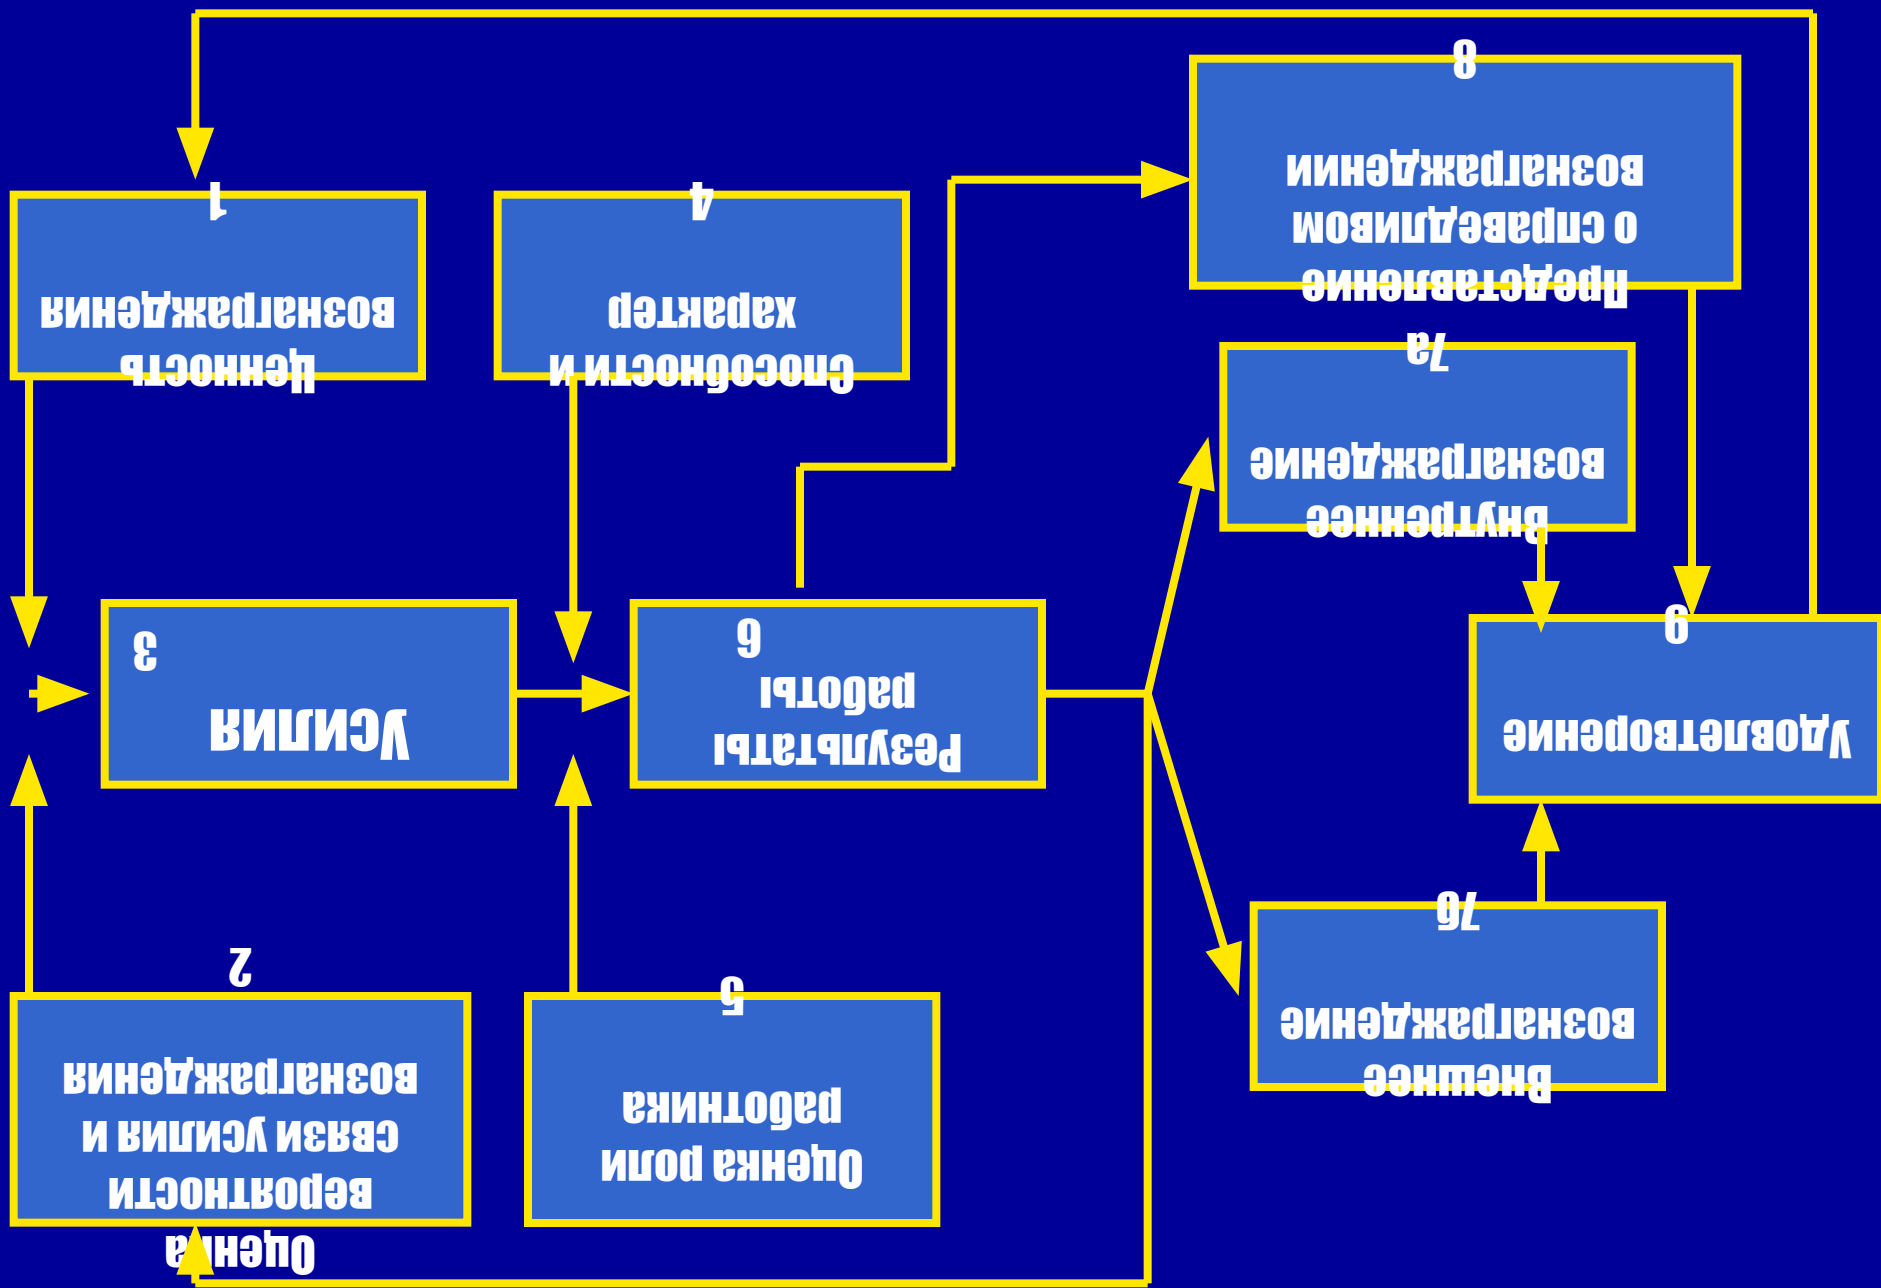 Ценность
вознаграждения
1
Способности и
характер
4
Представление
о справедливом
вознаграждении
8
Внутреннее
вознаграждение
7а
Усилия
3
Результаты
работы
6
Удовлетворение
9
Оценка
вероятности
связи усилия и
вознаграждения
2
Оценка роли
работника
5
Внешнее
вознаграждение
7б